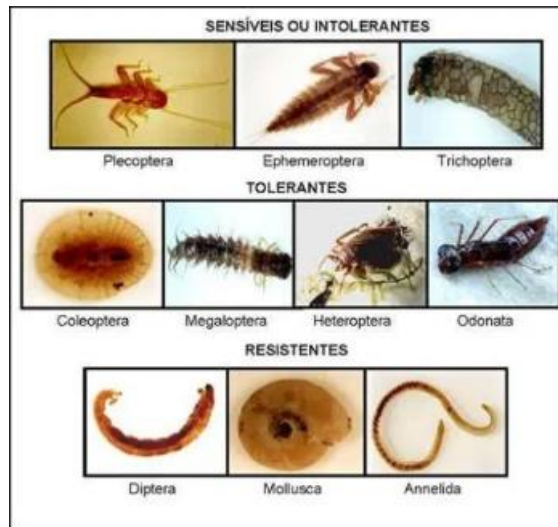 SENSÍVEIS OU INTOLERANTES
Plecoptera Ephemeroptera Trichoptera
TOLERANTES
Coleoptera Megaloptera Heteroptera Odonata
RESISTENTES
Diptera Mollusca Annelida